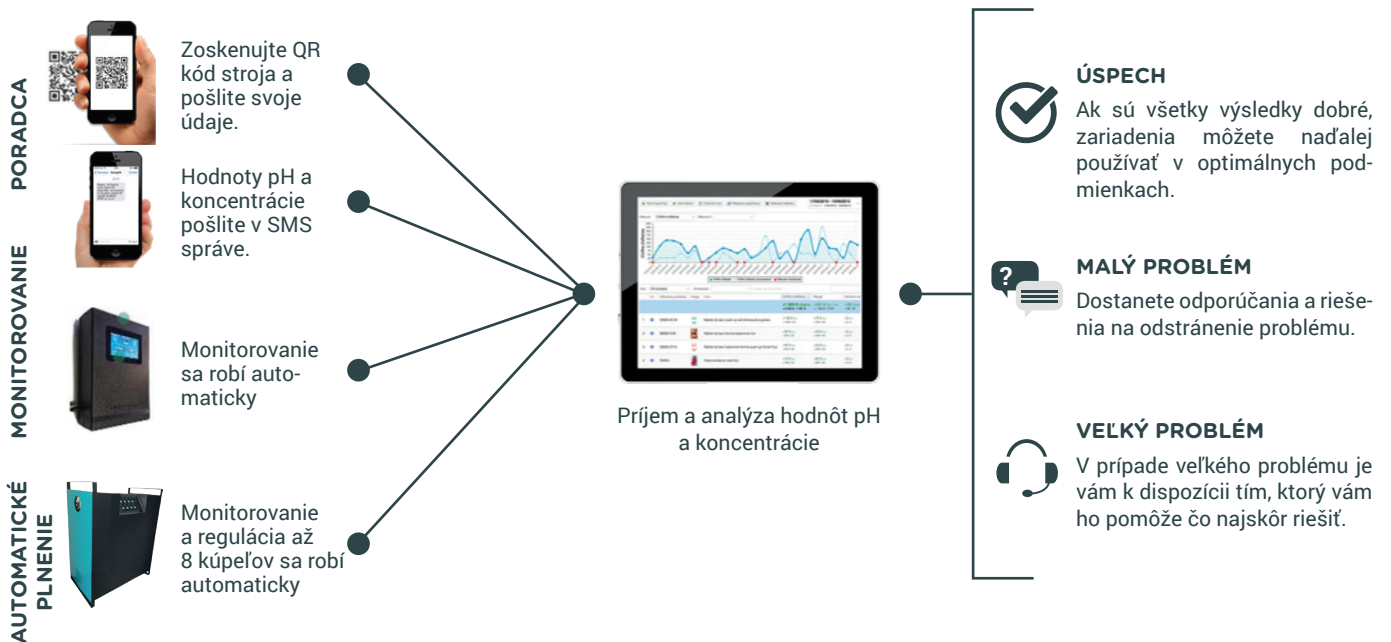 PORADCA
Zoskenujte QR
kód stroja a
pošlite svoje
údaje.
Hodnoty pH a
koncentrácie
pošlite v SMS
správe.
MONITOROVANIE
Monitorovanie
sa robí auto-
maticky
AUTOMATICKÉ
PLNENIE
Monitorovanie
a regulácia až
8 kúpeľov sa robí
automaticky
Príjem a analýza hodnôt pH
a koncentrácie
ÚSPECH
Ak sú všetky výsledky dobré,
zariadenia môžete naďalej
používať v optimálnych pod-
mienkach.
?
MALÝ PROBLÉM
Dostanete odporúčania a rieše-
nia na odstránenie problému.
VEĽKÝ PROBLÉM
V prípade veľkého problému je
vám k dispozícii tím, ktorý vám
ho pomôže čo najskôr riešiť.